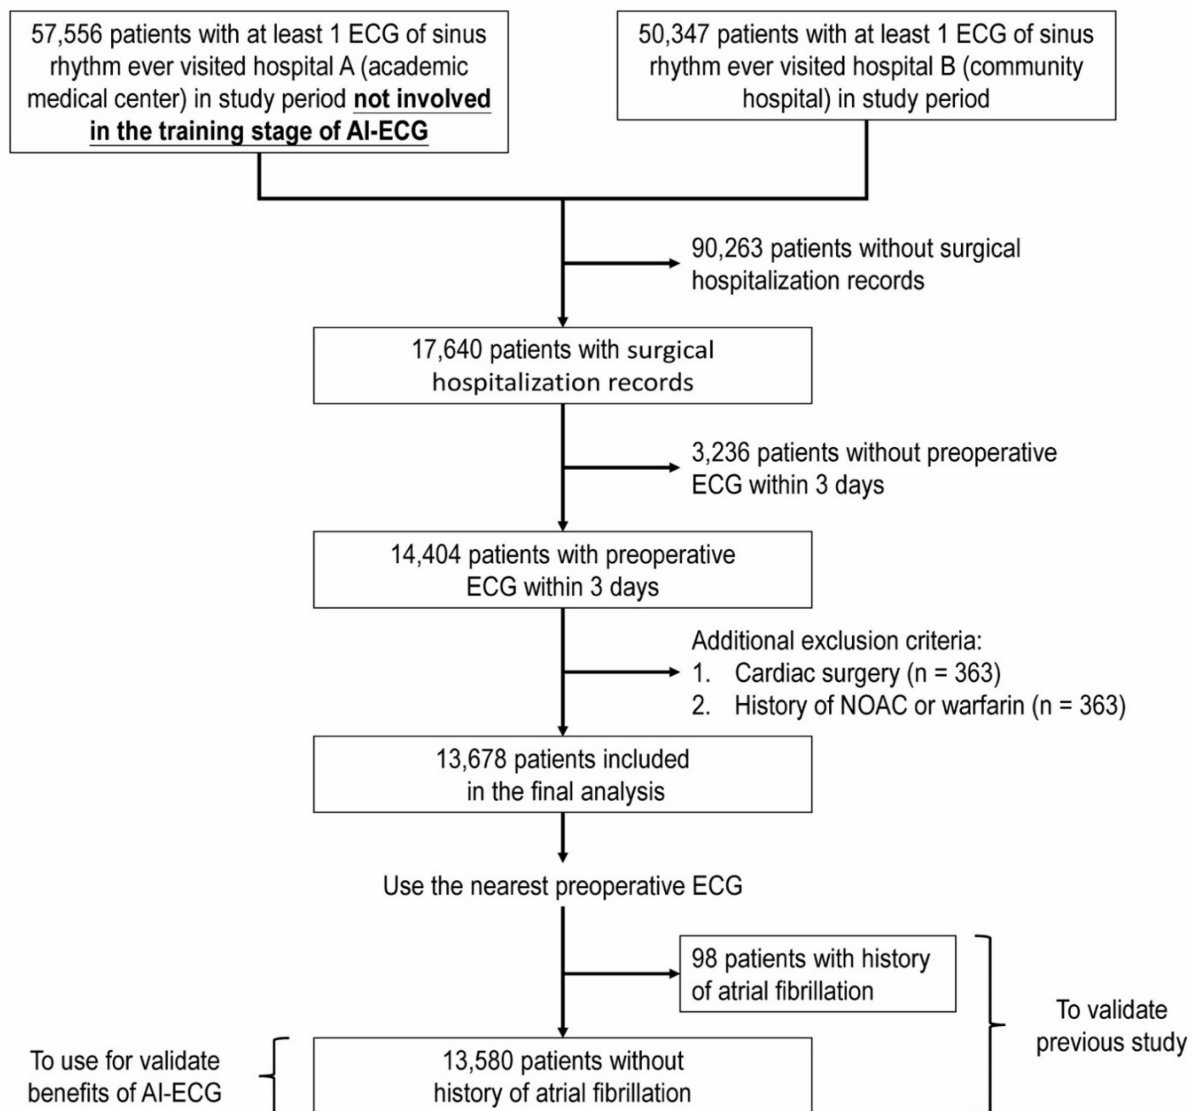 57,556 patients with at least 1 ECG of sinus
rhythm ever visited hospital A (academic
medical center) in study period not involved
in the training stage of AI-ECG
50,347 patients with at least 1 ECG of sinus
rhythm ever visited hospital B (community
hospital) in study period
90,263 patients without surgical
hospitalization records
17,640 patients with surgical
hospitalization records
3,236 patients without preoperative
ECG within 3 days
14,404 patients with preoperative
ECG within 3 days
Additional exclusion criteria:
1. Cardiac surgery (n = 363)
2. History of NOAC or warfarin (n = 363)
13,678 patients included
in the final analysis
Use the nearest preoperative ECG
98 patients with history
of atrial fibrillation
To validate
previous study
To use for validate
benefits of AI-ECG
13,580 patients without
history of atrial fibrillation